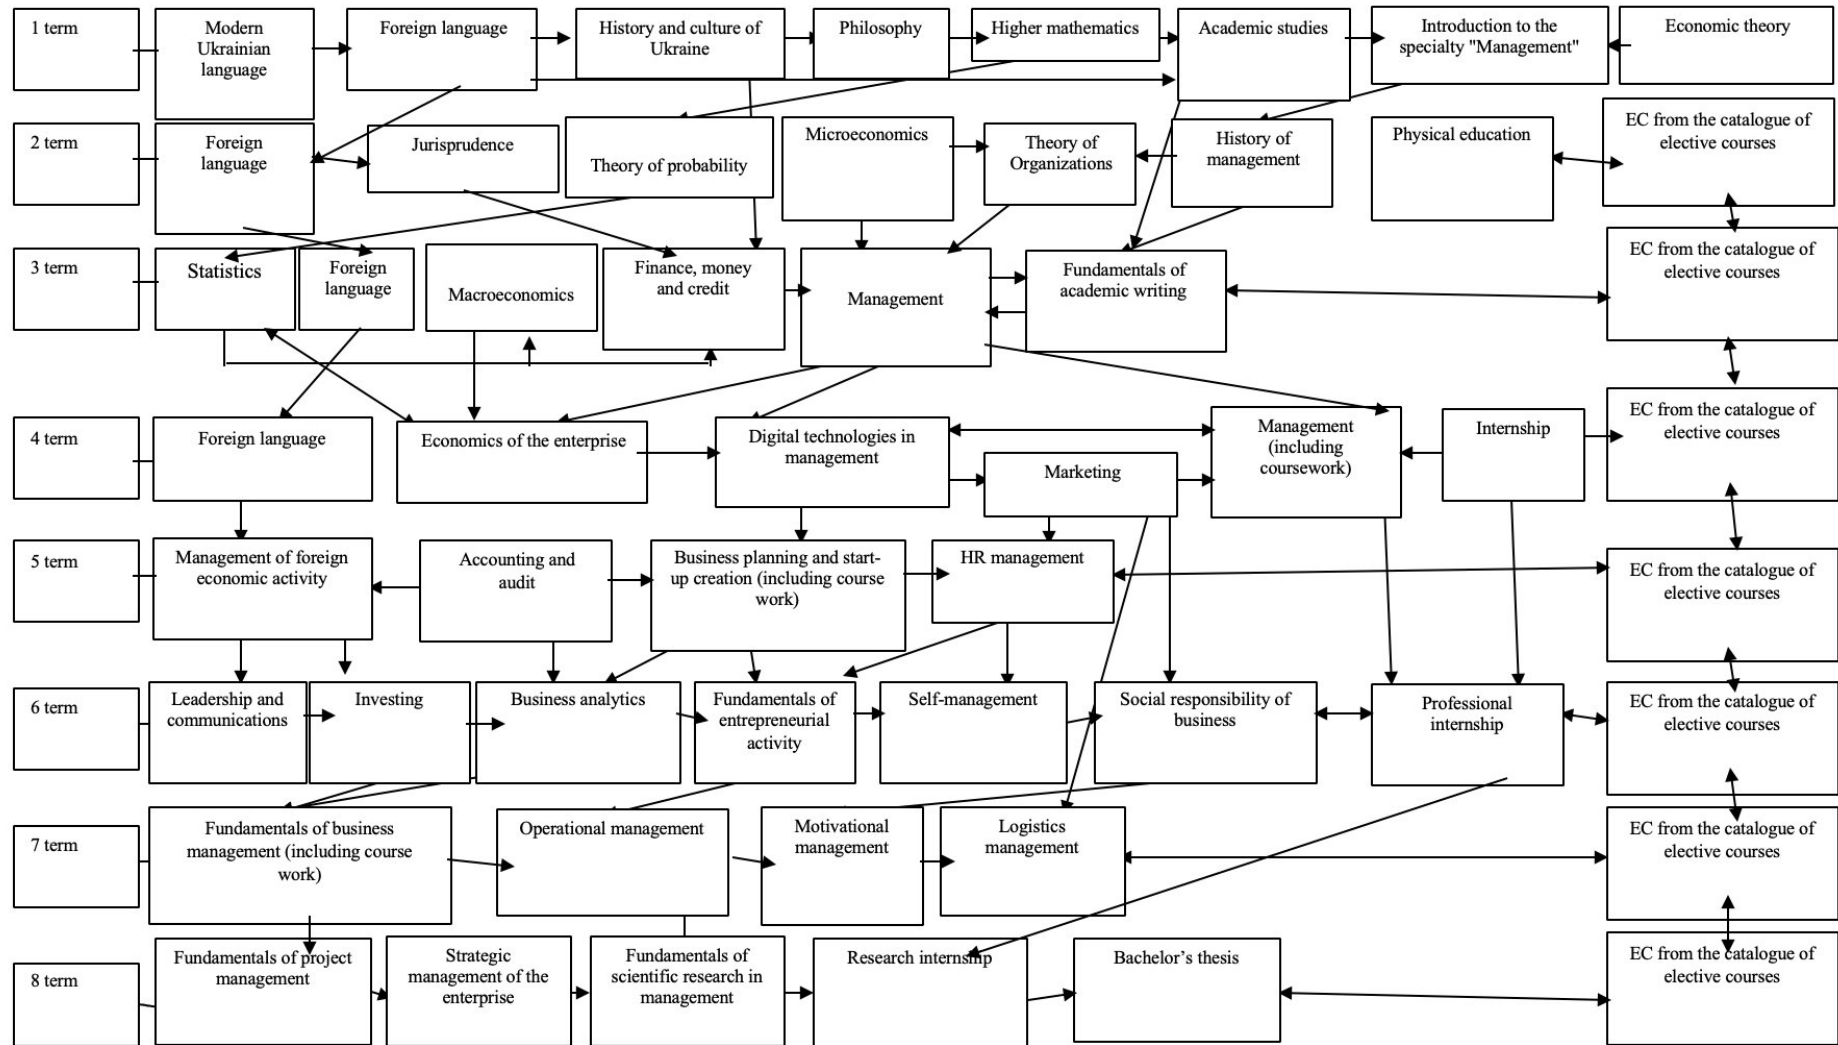 1 term
Modern
Ukrainian
language
Foreign language
History and culture of
Ukraine
Philosophy
Higher mathematics
Academic studies
Introduction to the
specialty "Management"
Economic theory
2 term
Foreign
language
Jurisprudence
Theory of probability
Microeconomics
Theory of
Organizations
History of
management
Physical education
EC from the catalogue of
elective courses
3 term
Statistics
Foreign
language
Macroeconomics
Finance, money
and credit
Management
Fundamentals of
academic writing
EC from the catalogue of
elective courses
4 term
Foreign language
Economics of the enterprise
Digital technologies in
management
Marketing
Management
(including
coursework)
Internship
EC from the catalogue of
elective courses
5 term
Management of foreign
economic activity
Accounting and
audit
Business planning and start-
up creation (including course
work)
HR management
EC from the catalogue of
elective courses
6 term
Leadership and
communications
Investing
Business analytics
Fundamentals of
entrepreneurial
activity
Self-management
Social responsibility of
business
Professional
internship
EC from the catalogue of
elective courses
7 term
Fundamentals of business
management (including course
work)
Operational management
Motivational
management
Logistics
management
EC from the catalogue of
elective courses
8 term
Fundamentals of project
management
Strategic
management of the
enterprise
Fundamentals of
scientific research in
management
Research internship
Bachelor’s thesis
EC from the catalogue of
elective courses